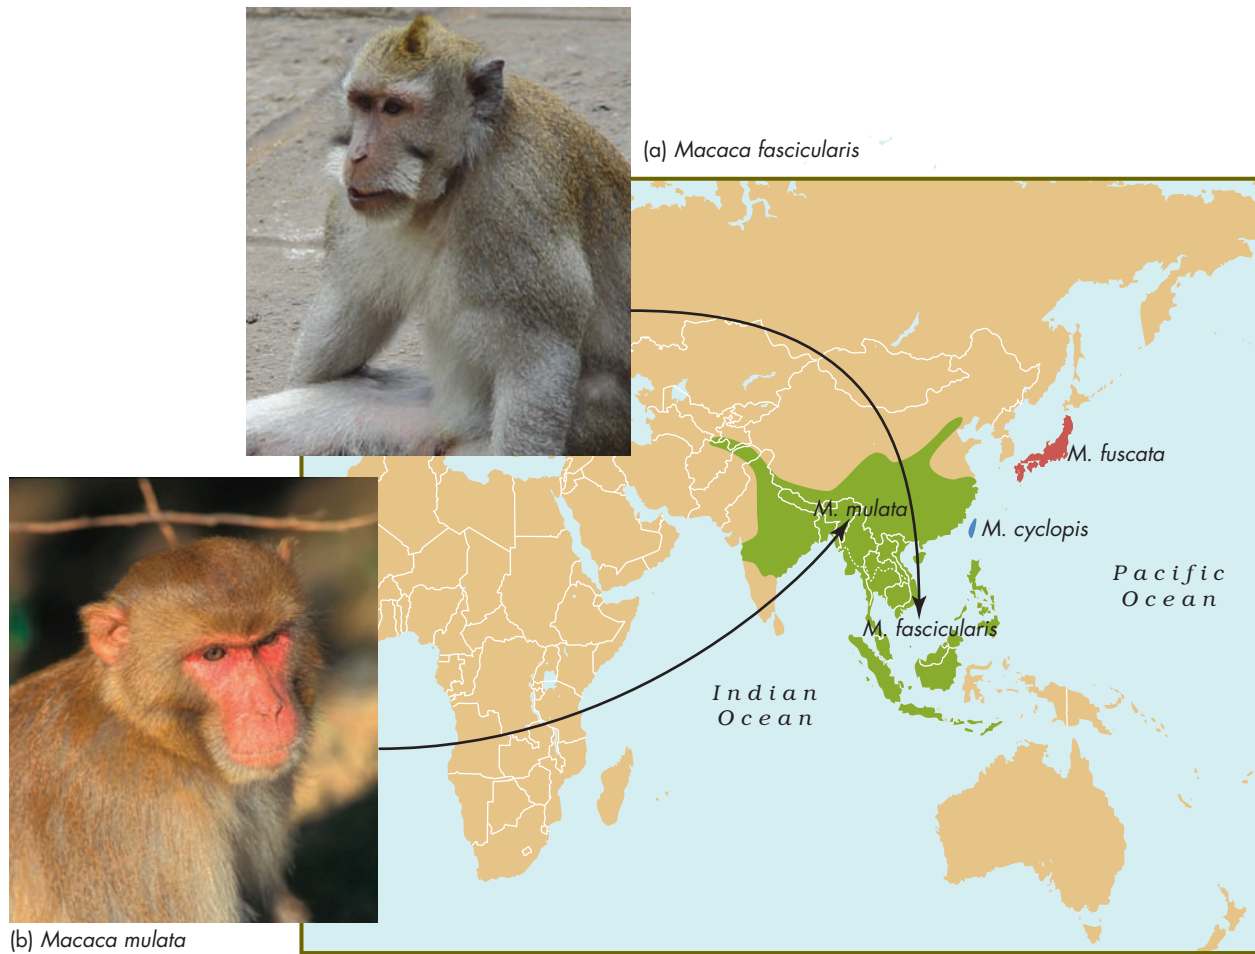 (a) Macaca fascicularis
M. fuscata
M. mulata
M. cyclopis
Pacific
Ocean
M. fascicularis
Indian
Ocean
(b) Macaca mulata